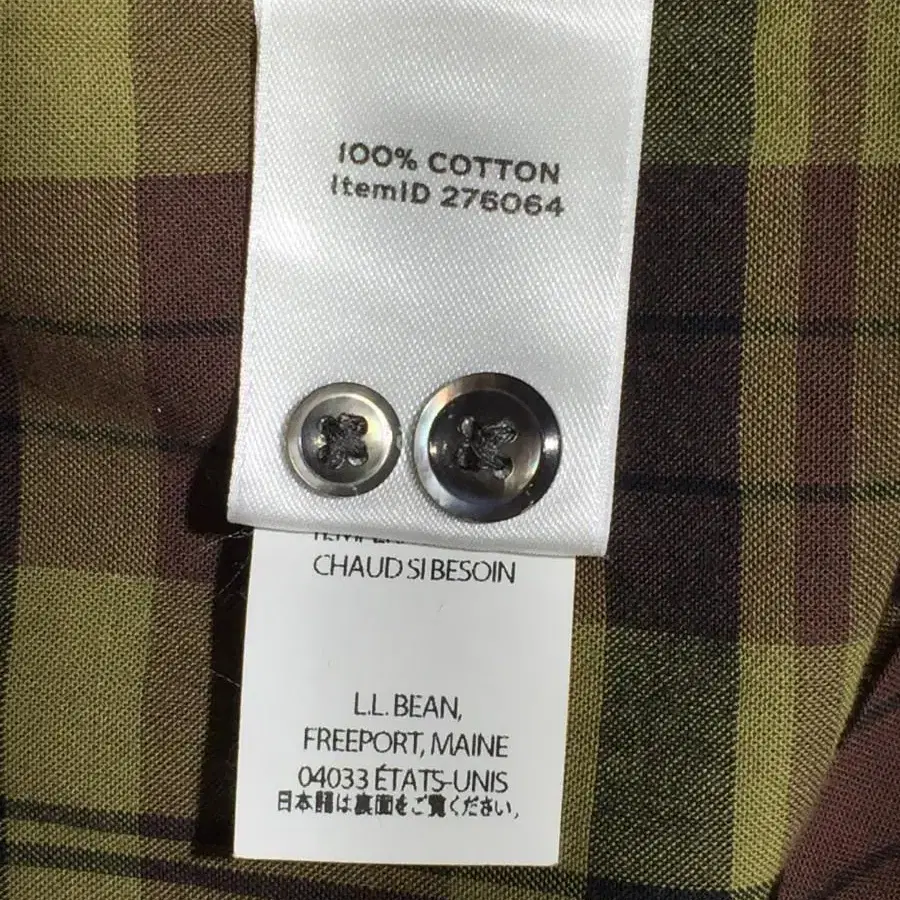 100% COTTON
ItemID 276064
CHAUD SI BESOIN
L.L. BEAN,
FREEPORT, MAINE
04033 ÉTATS-UNIS
日本語は裏面をご覧ください。